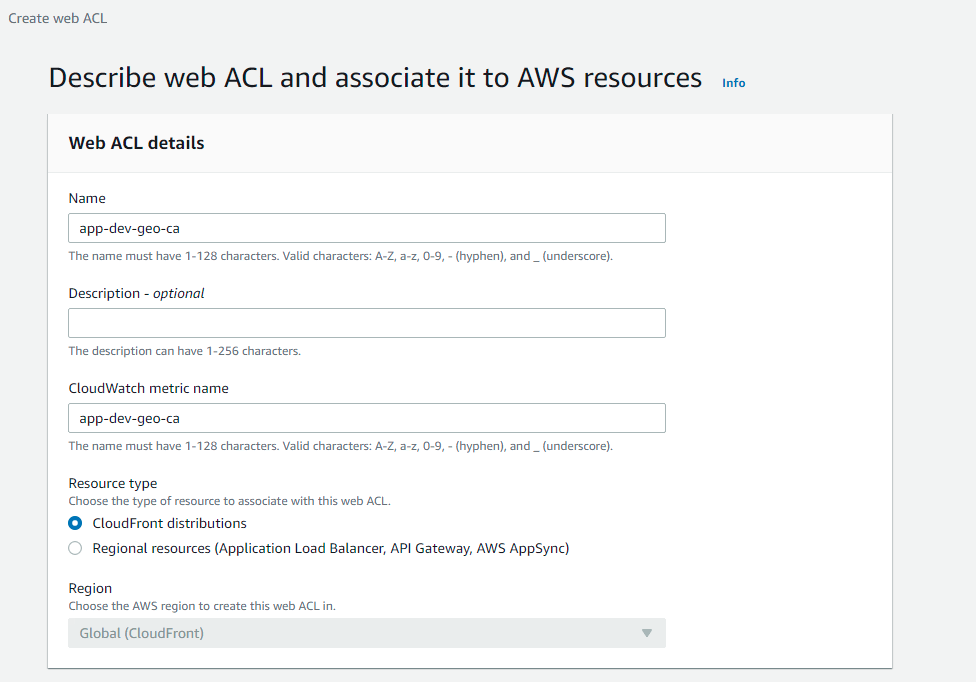 Create web ACL
Describe web ACL and associate it to AWS resources Info
Web ACL details
Name
app-dev-geo-ca
The name must have 1-128 characters. Valid characters: A-Z, a-z, 0-9, - (hyphen), and _ (underscore).
Description - optional
The description can have 1-256 characters.
CloudWatch metric name
app-dev-geo-ca
The name must have 1-128 characters. Valid characters: A-Z, a-z, 0-9, - (hyphen), and _ (underscore).
Resource type
Choose the type of resource to associate with this web ACL.
CloudFront distributions
Regional resources (Application Load Balancer, API Gateway, AWS AppSync)
Region
Choose the AWS region to create this web ACL in.
Global (CloudFront)